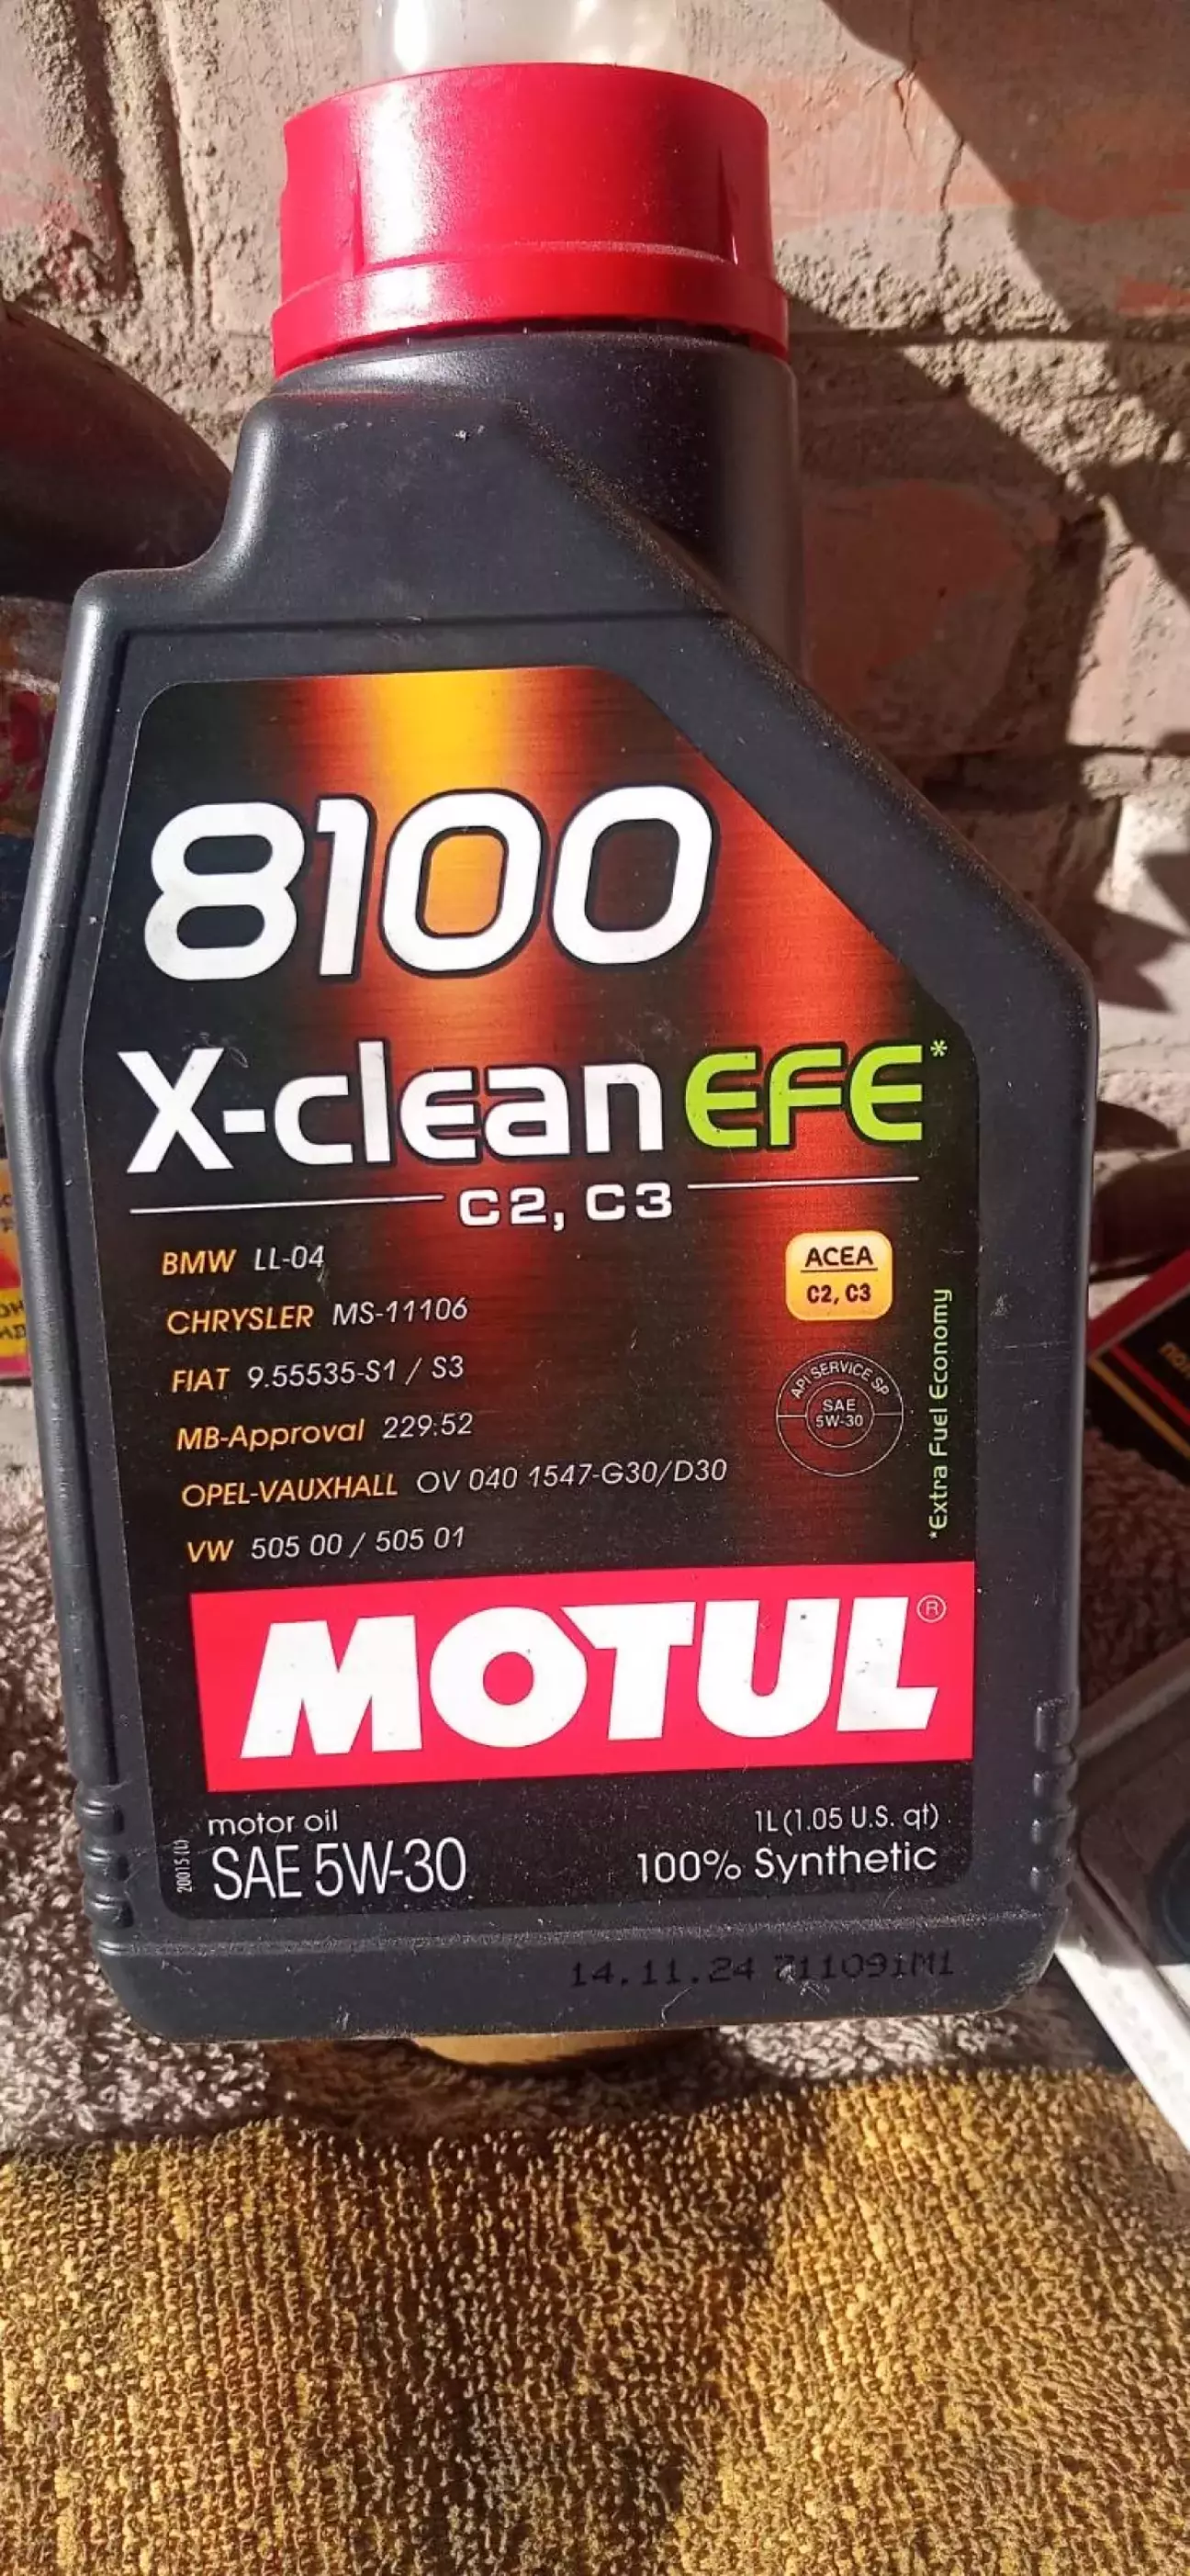 8100
X-clean EFE*
C2, C3
BMW LL-04
CHRYSLER MS-11106
FIAT 9.55535-S1 / S3
MB-Approval 229.52
OPEL-VAUXHALL OV 040 1547-G30/D30
VW 505 00 / 505 01
ACEA
C2, C3
API SERVICE SP
SAE
5W-30
*Extra Fuel Economy
MOTUL®
motor oil
SAE 5W-30
1L (1.05 U.S. qt)
100% Synthetic
20015 (L)
14.11.24